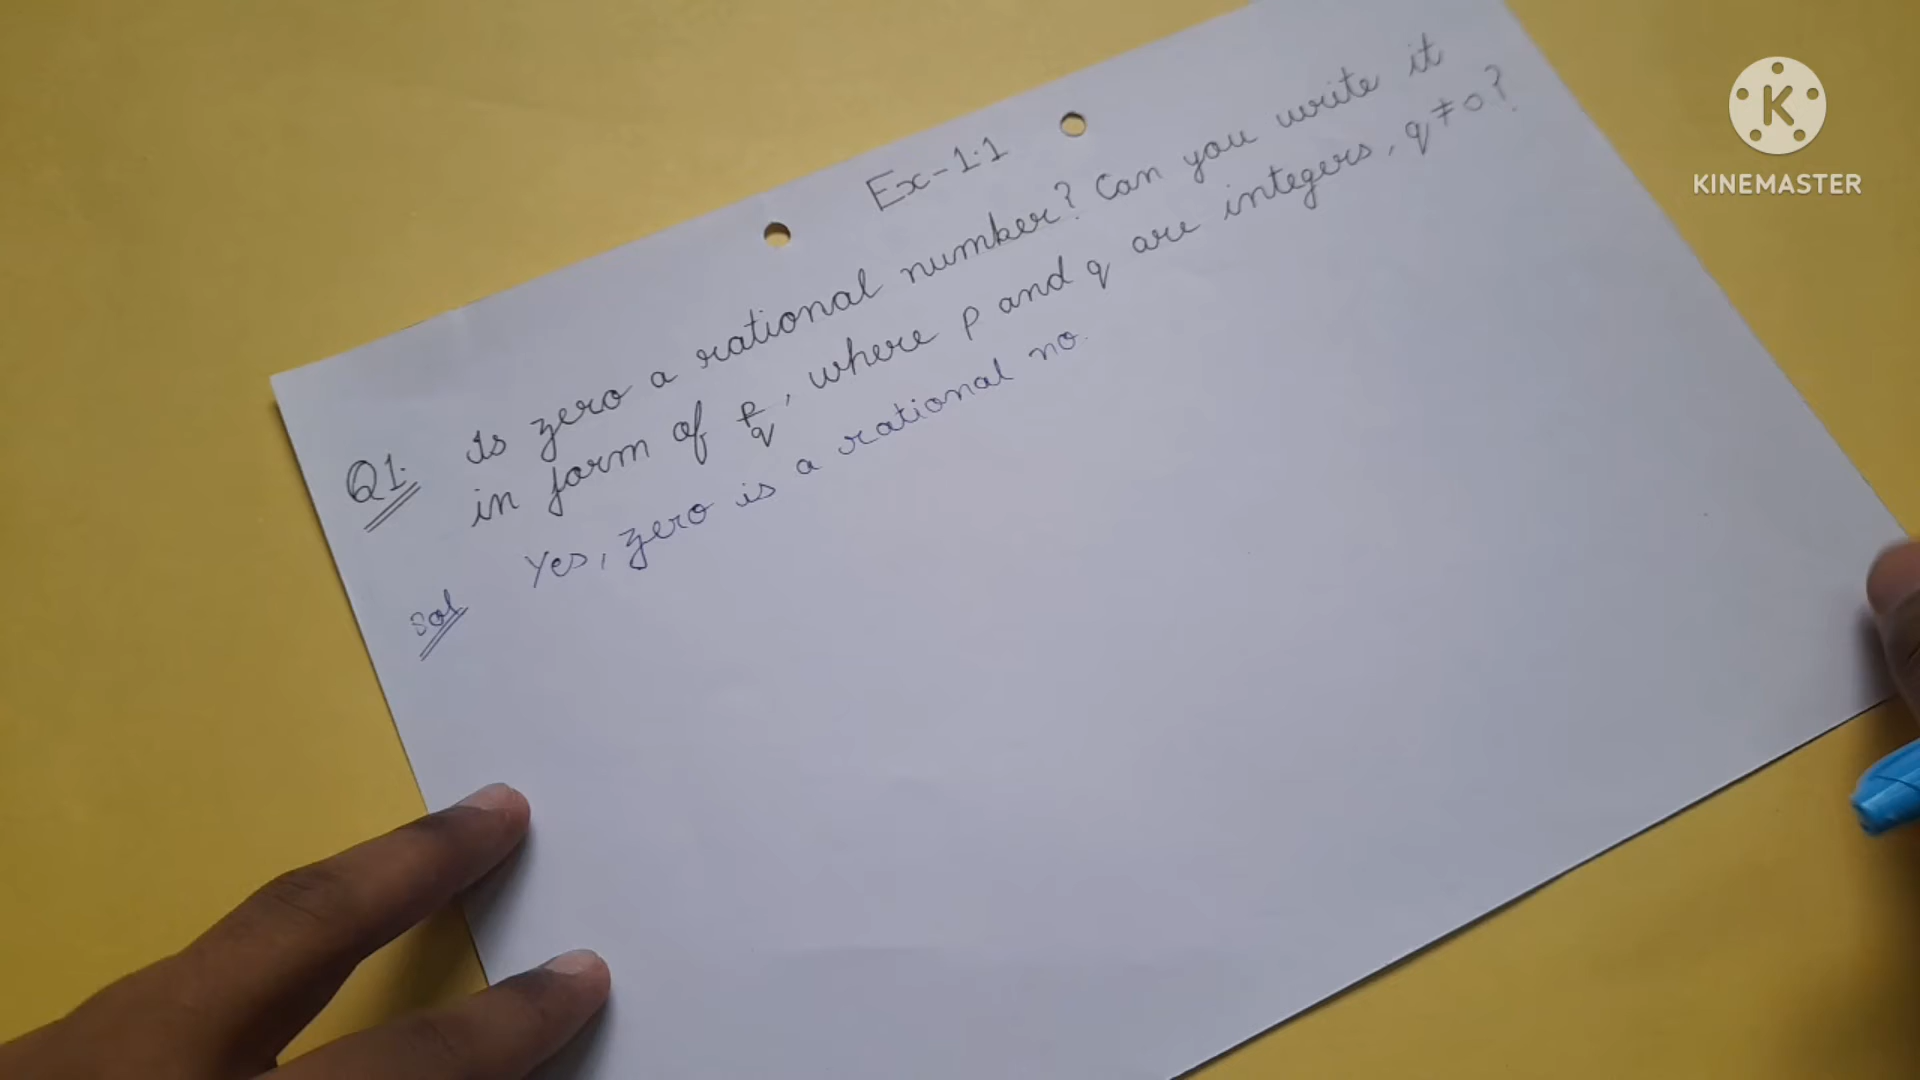 Ex-1.1
Q1. Is zero a rational number? Can you write it
in form of p/q, where p and q are integers, q ≠ 0?
Sol Yes, zero is a rational no.
K
KINEMASTER